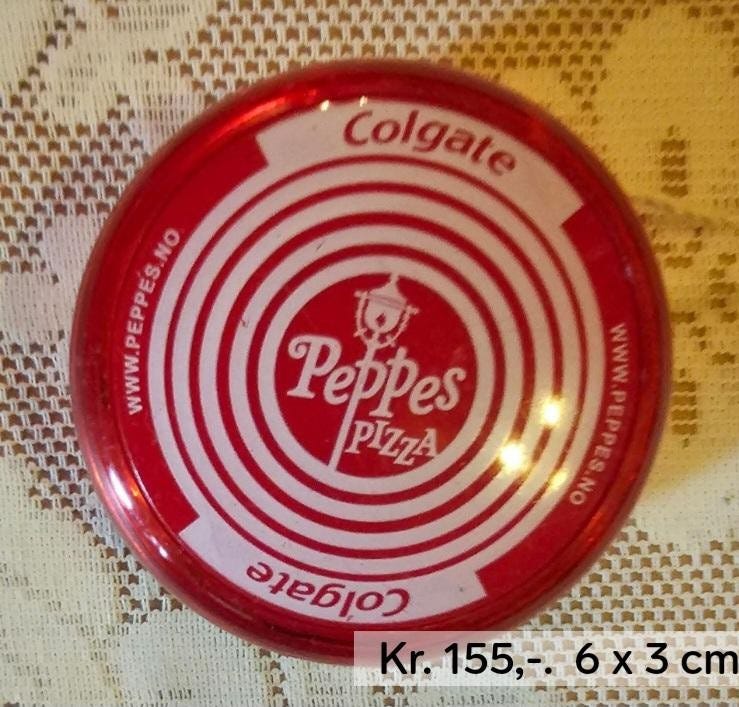 Colgate
WWW.PEPPES.NO
Peppes
PIZZA
WWW.PEPPES.NO
Colgate
Kr. 155,-. 6 x 3 cm